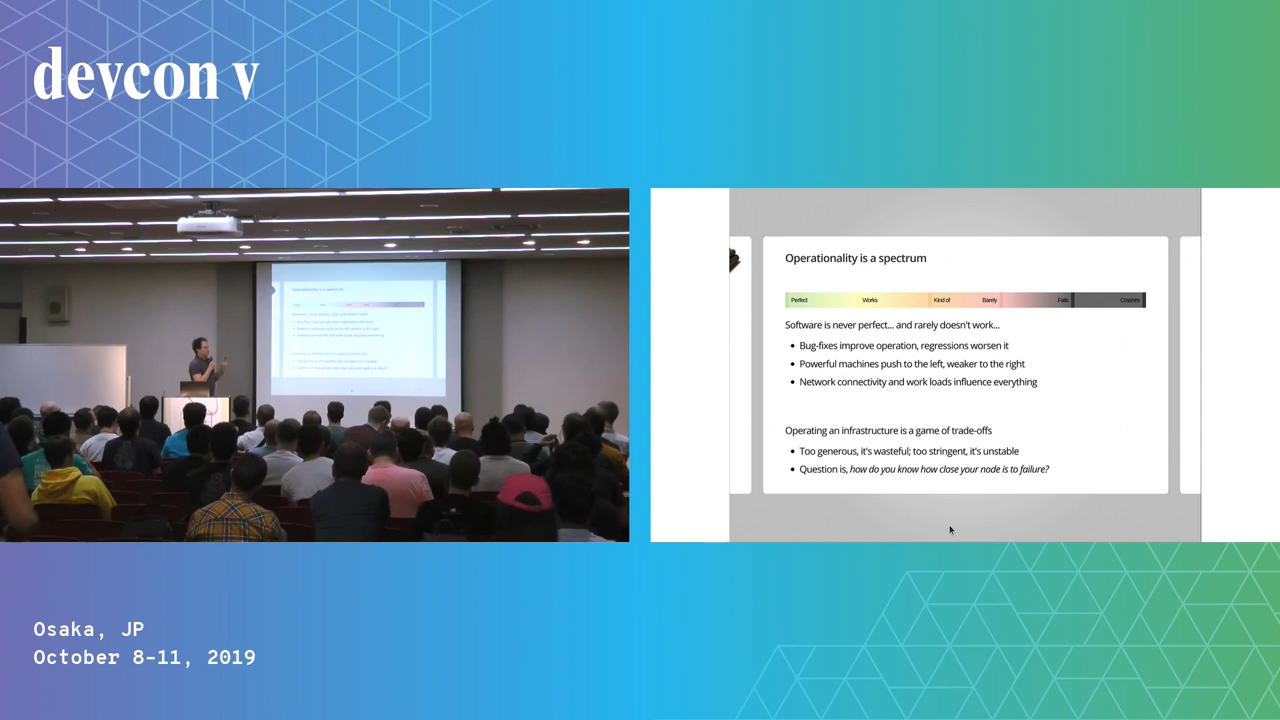 devcon v
Operationality is a spectrum
Perfect Works Kind of Barely Fails Crashes
Software is never perfect... and rarely doesn't work...
• Bug-fixes improve operation, regressions worsen it
• Powerful machines push to the left, weaker to the right
• Network connectivity and work loads influence everything
Operating an infrastructure is a game of trade-offs
• Too generous, it's wasteful; too stringent, it's unstable
• Question is, how do you know how close your node is to failure?
Osaka, JP
October 8-11, 2019